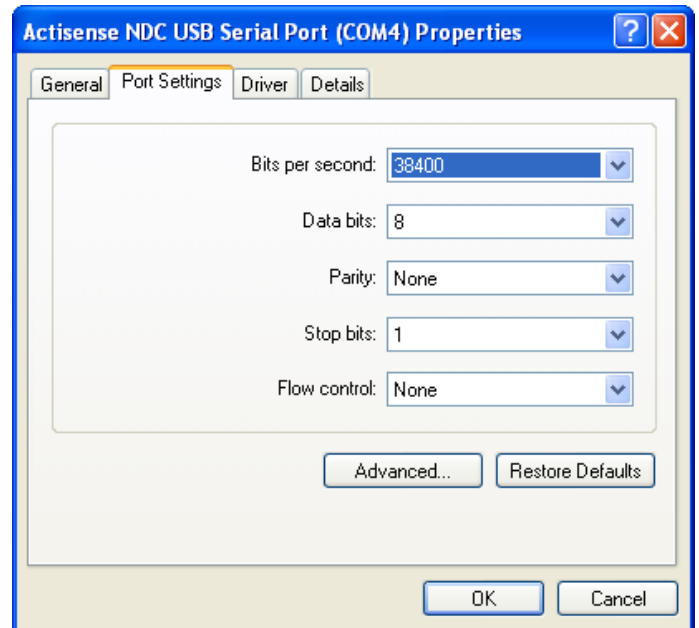 Actisense NDC USB Serial Port (COM4) Properties
General Port Settings Driver Details
Bits per second: 38400
Data bits: 8
Parity: None
Stop bits: 1
Flow control: None
Advanced... Restore Defaults
OK Cancel